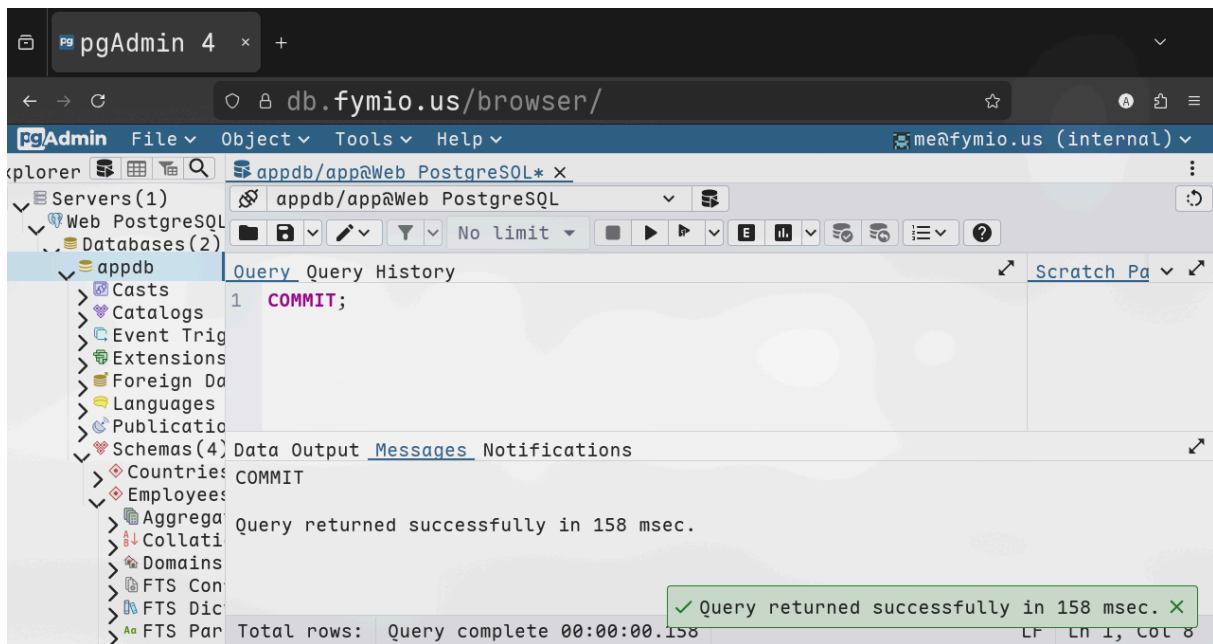 pgAdmin 4
db.fymio.us/browser/
pgAdmin File Object Tools Help me@fymio.us (internal)
xplorer appdb/app@Web PostgreSQL*
Servers(1) appdb/app@Web PostgreSQL
Web PostgreSQL No limit
Databases(2)
appdb Query Query History Scratch Pa
Casts 1 COMMIT;
Catalogs
Event Trig
Extensions
Foreign Da
Languages
Publicatio
Schemas(4) Data Output Messages Notifications
Countries COMMIT
Employees
Aggrega Query returned successfully in 158 msec.
Collati
Domains
FTS Con
FTS Dic Query returned successfully in 158 msec.
FTS Par Total rows: Query complete 00:00:00.158 LF Ln 1, Col 8